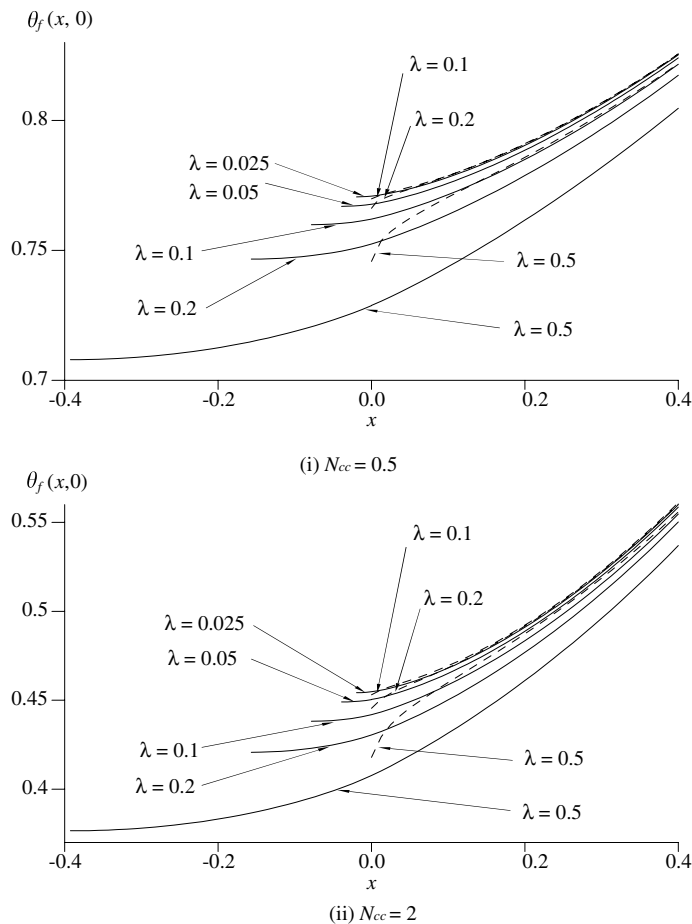 θf (x, 0)
λ = 0.1
0.8
λ = 0.2
λ = 0.025
λ = 0.05
0.75
λ = 0.1
λ = 0.5
λ = 0.2
λ = 0.5
0.7
-0.4 -0.2 0.0 0.2 0.4
x
(i) Ncc = 0.5
θf (x,0)
0.55
λ = 0.1
0.5
λ = 0.2
λ = 0.025
λ = 0.05
0.45
λ = 0.1
λ = 0.5
λ = 0.2
0.4
λ = 0.5
-0.4 -0.2 0.0 0.2 0.4
x
(ii) Ncc = 2